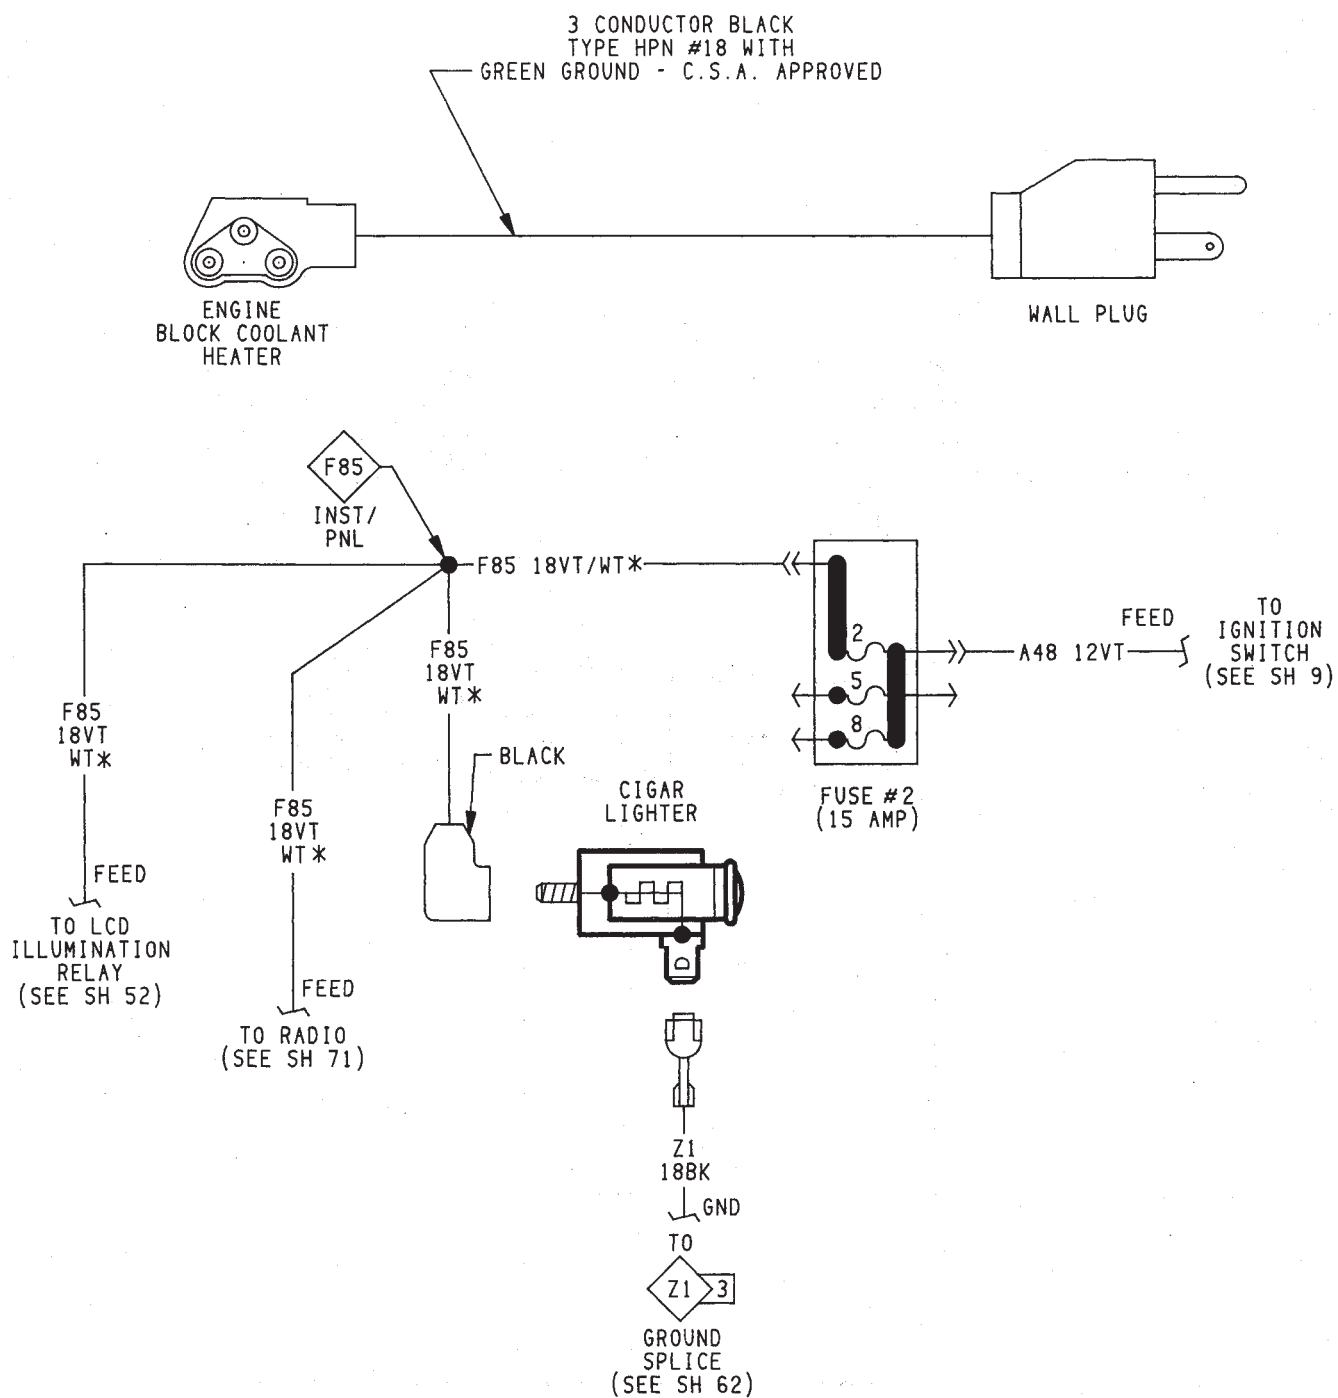 3 CONDUCTOR BLACK
TYPE HPN #18 WITH
GREEN GROUND - C.S.A. APPROVED
ENGINE
BLOCK COOLANT
HEATER
WALL PLUG
F85
INST/
PNL
F85 18VT/WT*
F85
18VT
WT*
2
5
8
FEED
A48 12VT
TO
IGNITION
SWITCH
(SEE SH 9)
FUSE #2
(15 AMP)
F85
18VT
WT*
FEED
TO LCD
ILLUMINATION
RELAY
(SEE SH 52)
F85
18VT
WT*
FEED
TO RADIO
(SEE SH 71)
BLACK
CIGAR
LIGHTER
Z1
18BK
GND
TO
Z1 3
GROUND
SPLICE
(SEE SH 62)